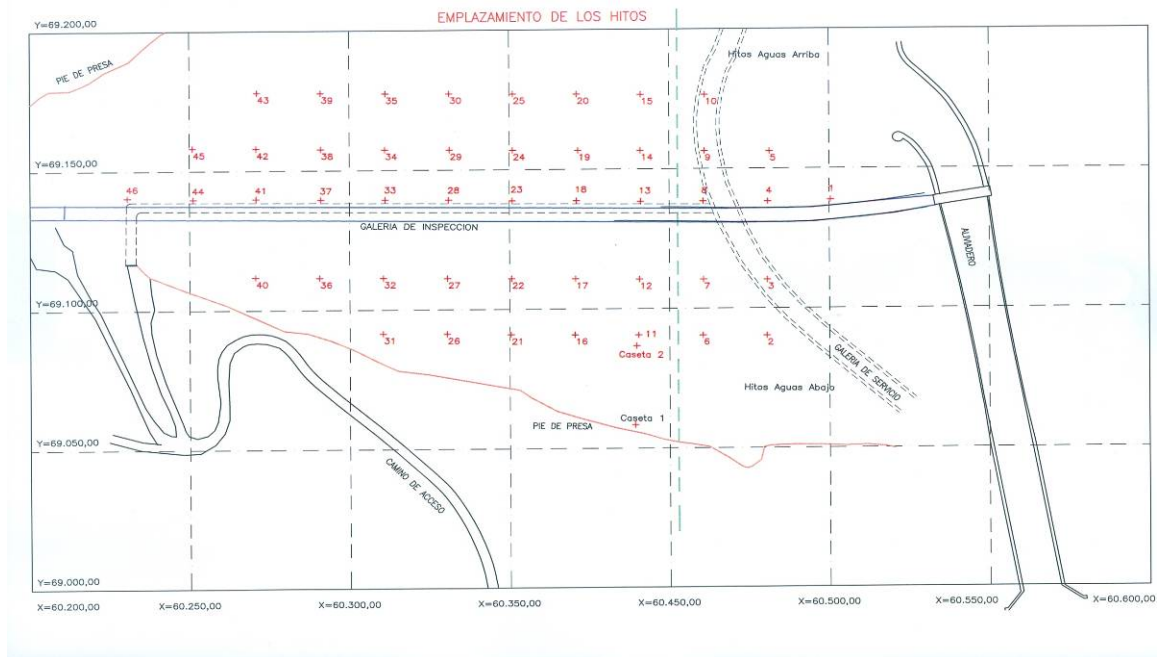 EMPLAZAMIENTO DE LOS HITOS
Y=69.200,00
Hitos Aguas Arriba
PIE DE PRESA
43 39 35 30 25 20 15 10
45 42 38 34 29 24 19 14 9 5
Y=69.150,00
46 44 41 37 33 28 23 18 13 8 4 1
GALERIA DE INSPECCION
ALIVIADERO
40 36 32 27 22 17 12 7 3
Y=69.100,00
31 26 21 16 11 6 2
Caseta 2
GALERIA DE SERVICIO
Hitos Aguas Abajo
Caseta 1
PIE DE PRESA
Y=69.050,00
CAMINO DE ACCESO
Y=69.000,00
X=60.200,00 X=60.250,00 X=60.300,00 X=60.350,00 X=60.450,00 X=60.500,00 X=60.550,00 X=60.600,00